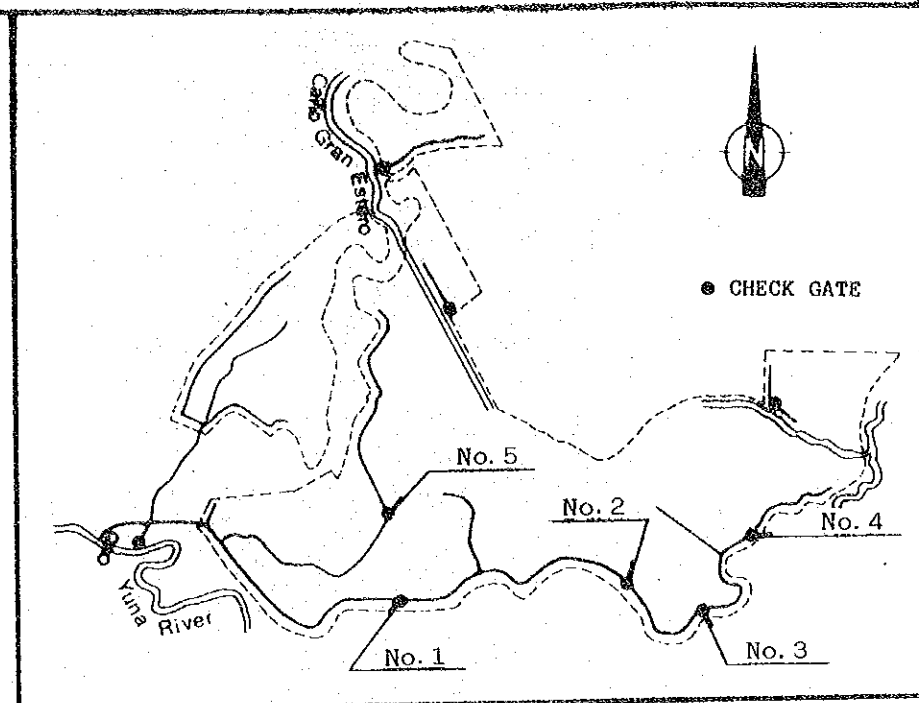 Caño Gran Estero
N
CHECK GATE
No. 5
No. 2
No. 4
Yuna River
No. 1
No. 3